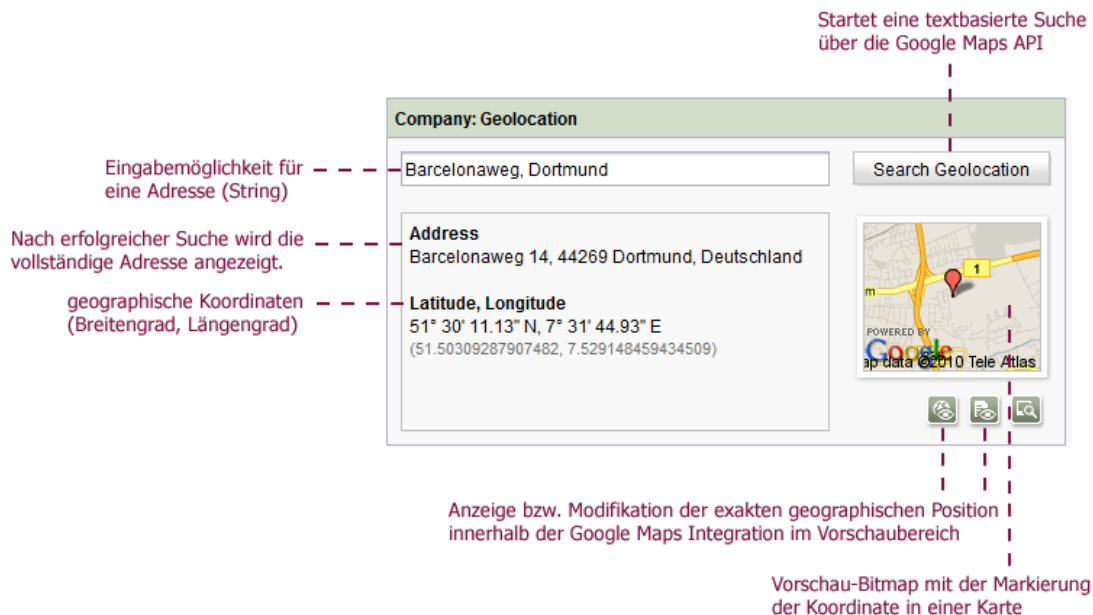 Startet eine textbasierte Suche
über die Google Maps API
Company: Geolocation
Eingabemöglichkeit für
eine Adresse (String)
Barcelonaweg, Dortmund
Search Geolocation
Nach erfolgreicher Suche wird die
vollständige Adresse angezeigt.
Address
Barcelonaweg 14, 44269 Dortmund, Deutschland
geographische Koordinaten
(Breitengrad, Längengrad)
Latitude, Longitude
51° 30' 11.13" N, 7° 31' 44.93" E
(51.50309287907482, 7.529148459434509)
1
m
POWERED BY
Google
ap data ©2010 Tele Atlas
Anzeige bzw. Modifikation der exakten geographischen Position
innerhalb der Google Maps Integration im Vorschaubereich
Vorschau-Bitmap mit der Markierung
der Koordinate in einer Karte